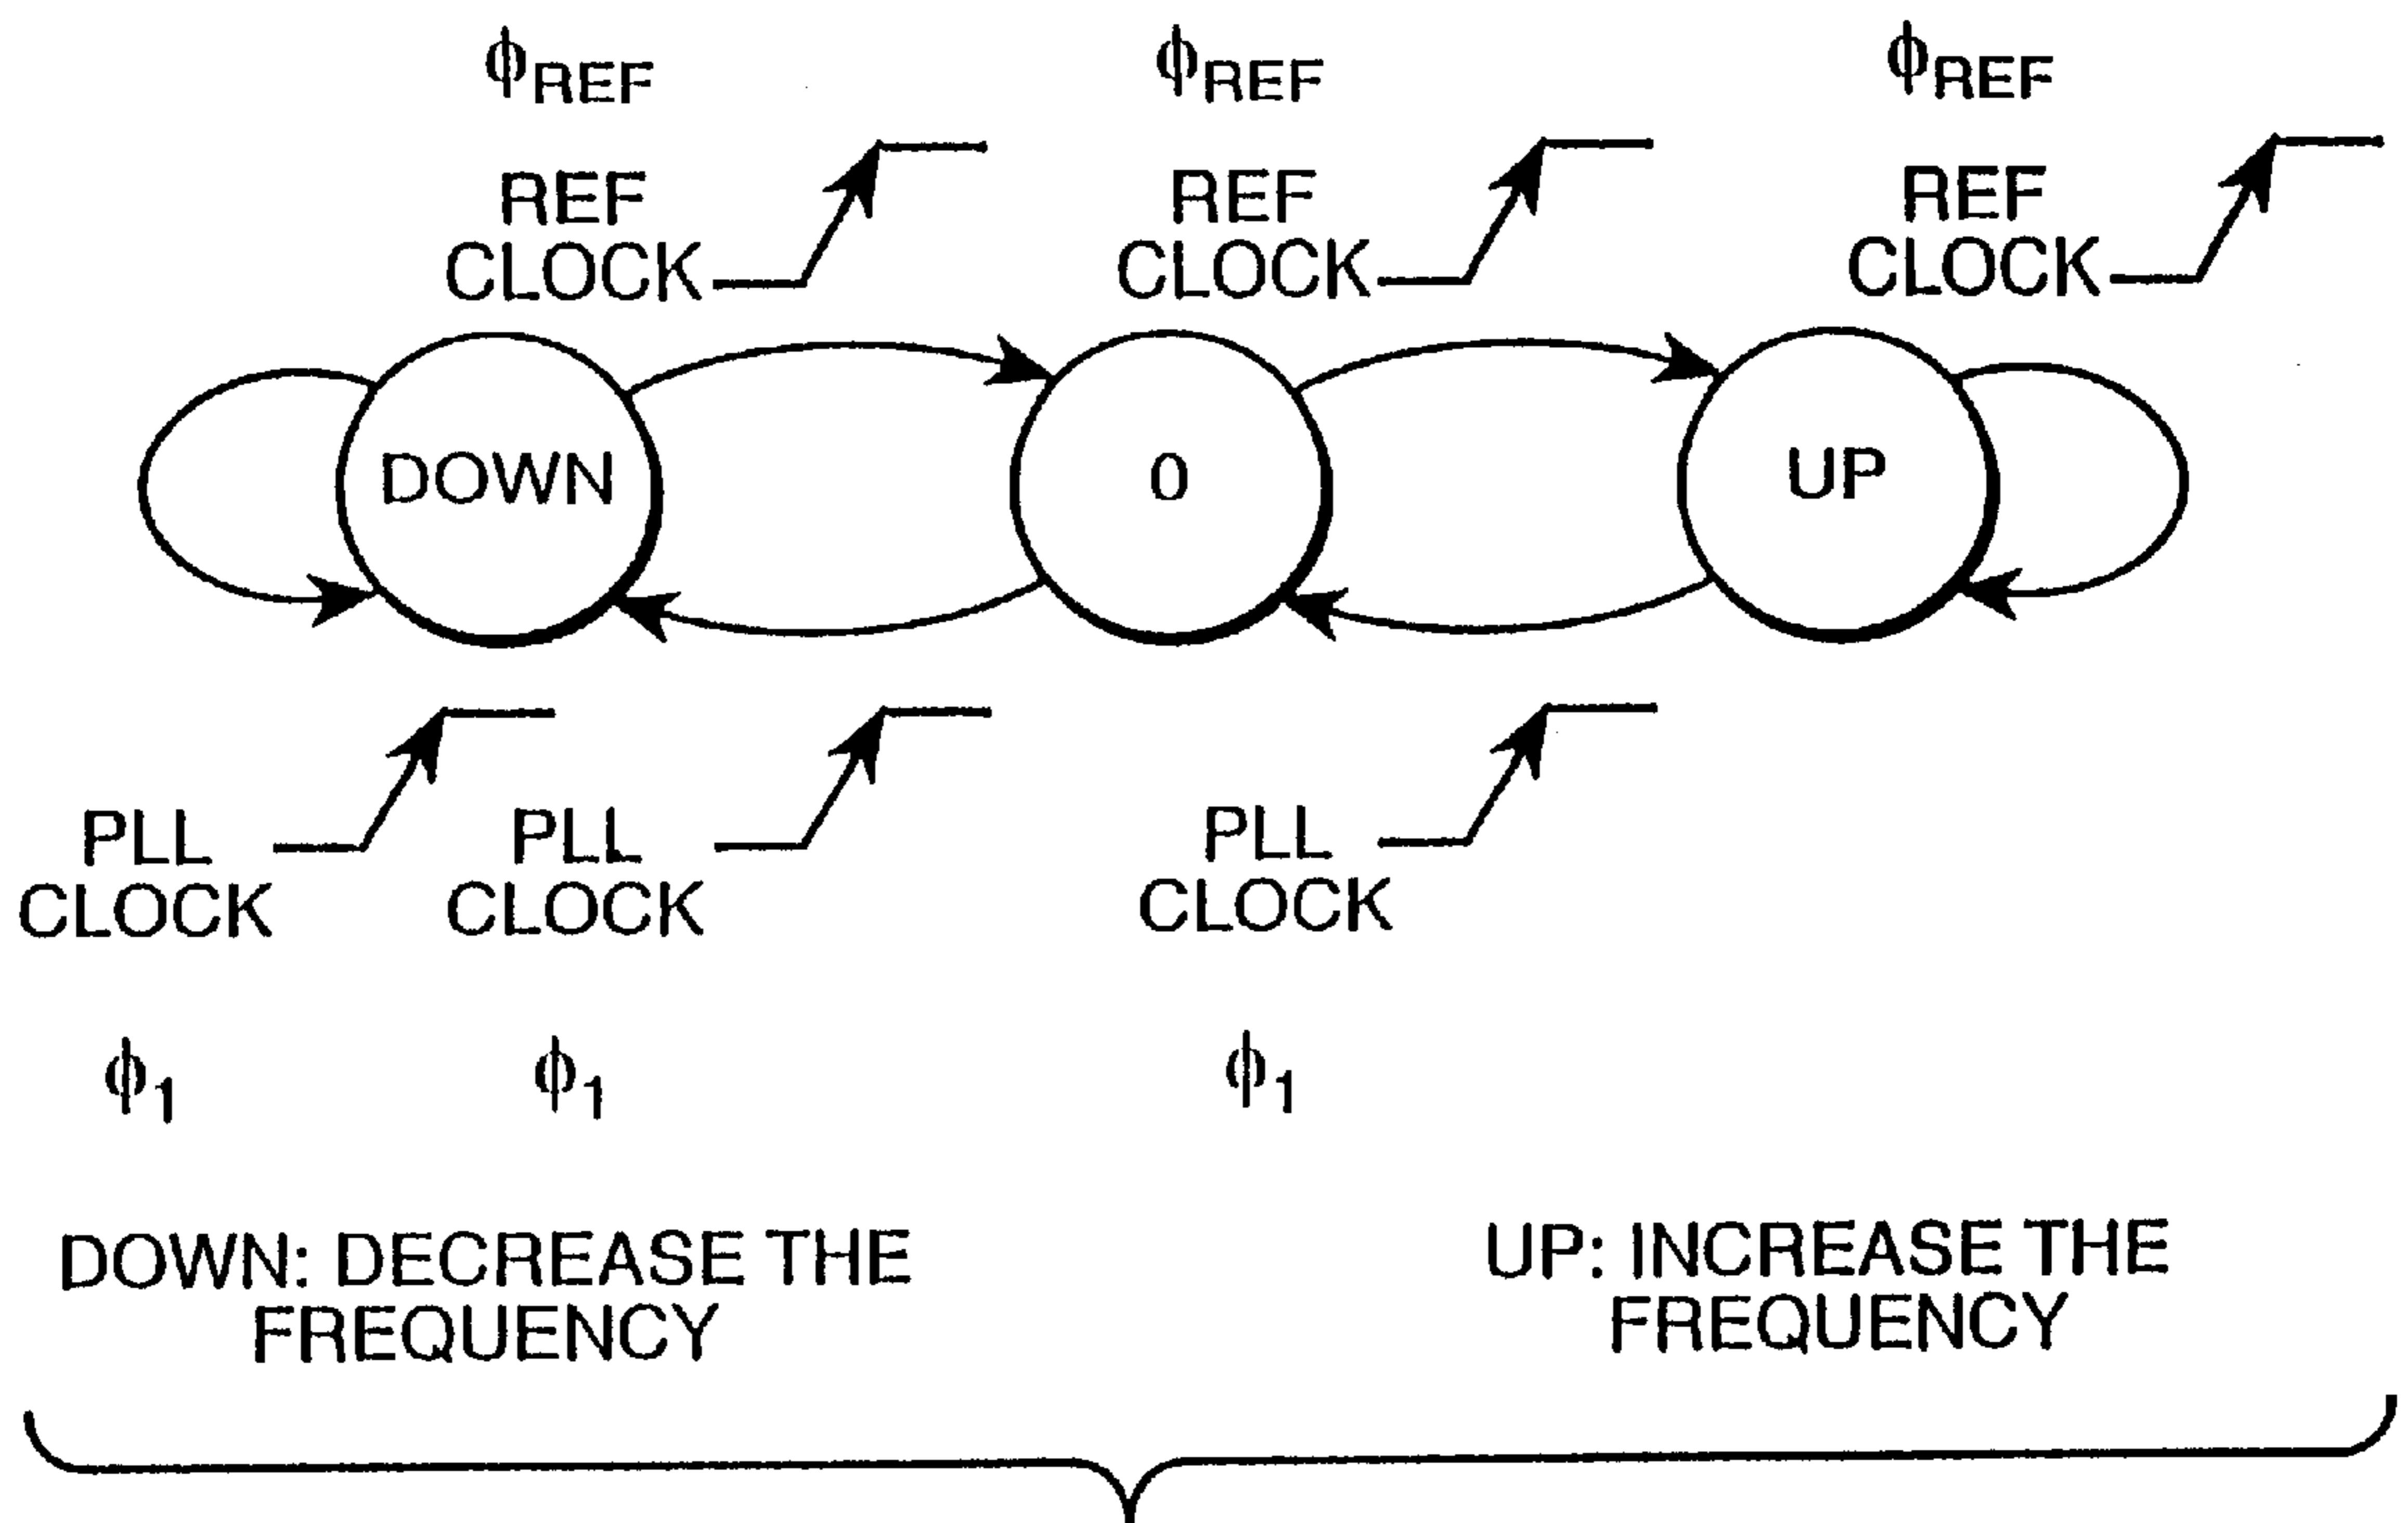 ϕREF ϕREF ϕREF
REF REF REF
CLOCK CLOCK CLOCK
DOWN 0 UP
PLL PLL PLL
CLOCK CLOCK CLOCK
ϕ1 ϕ1 ϕ1
DOWN: DECREASE THE
FREQUENCY
UP: INCREASE THE
FREQUENCY